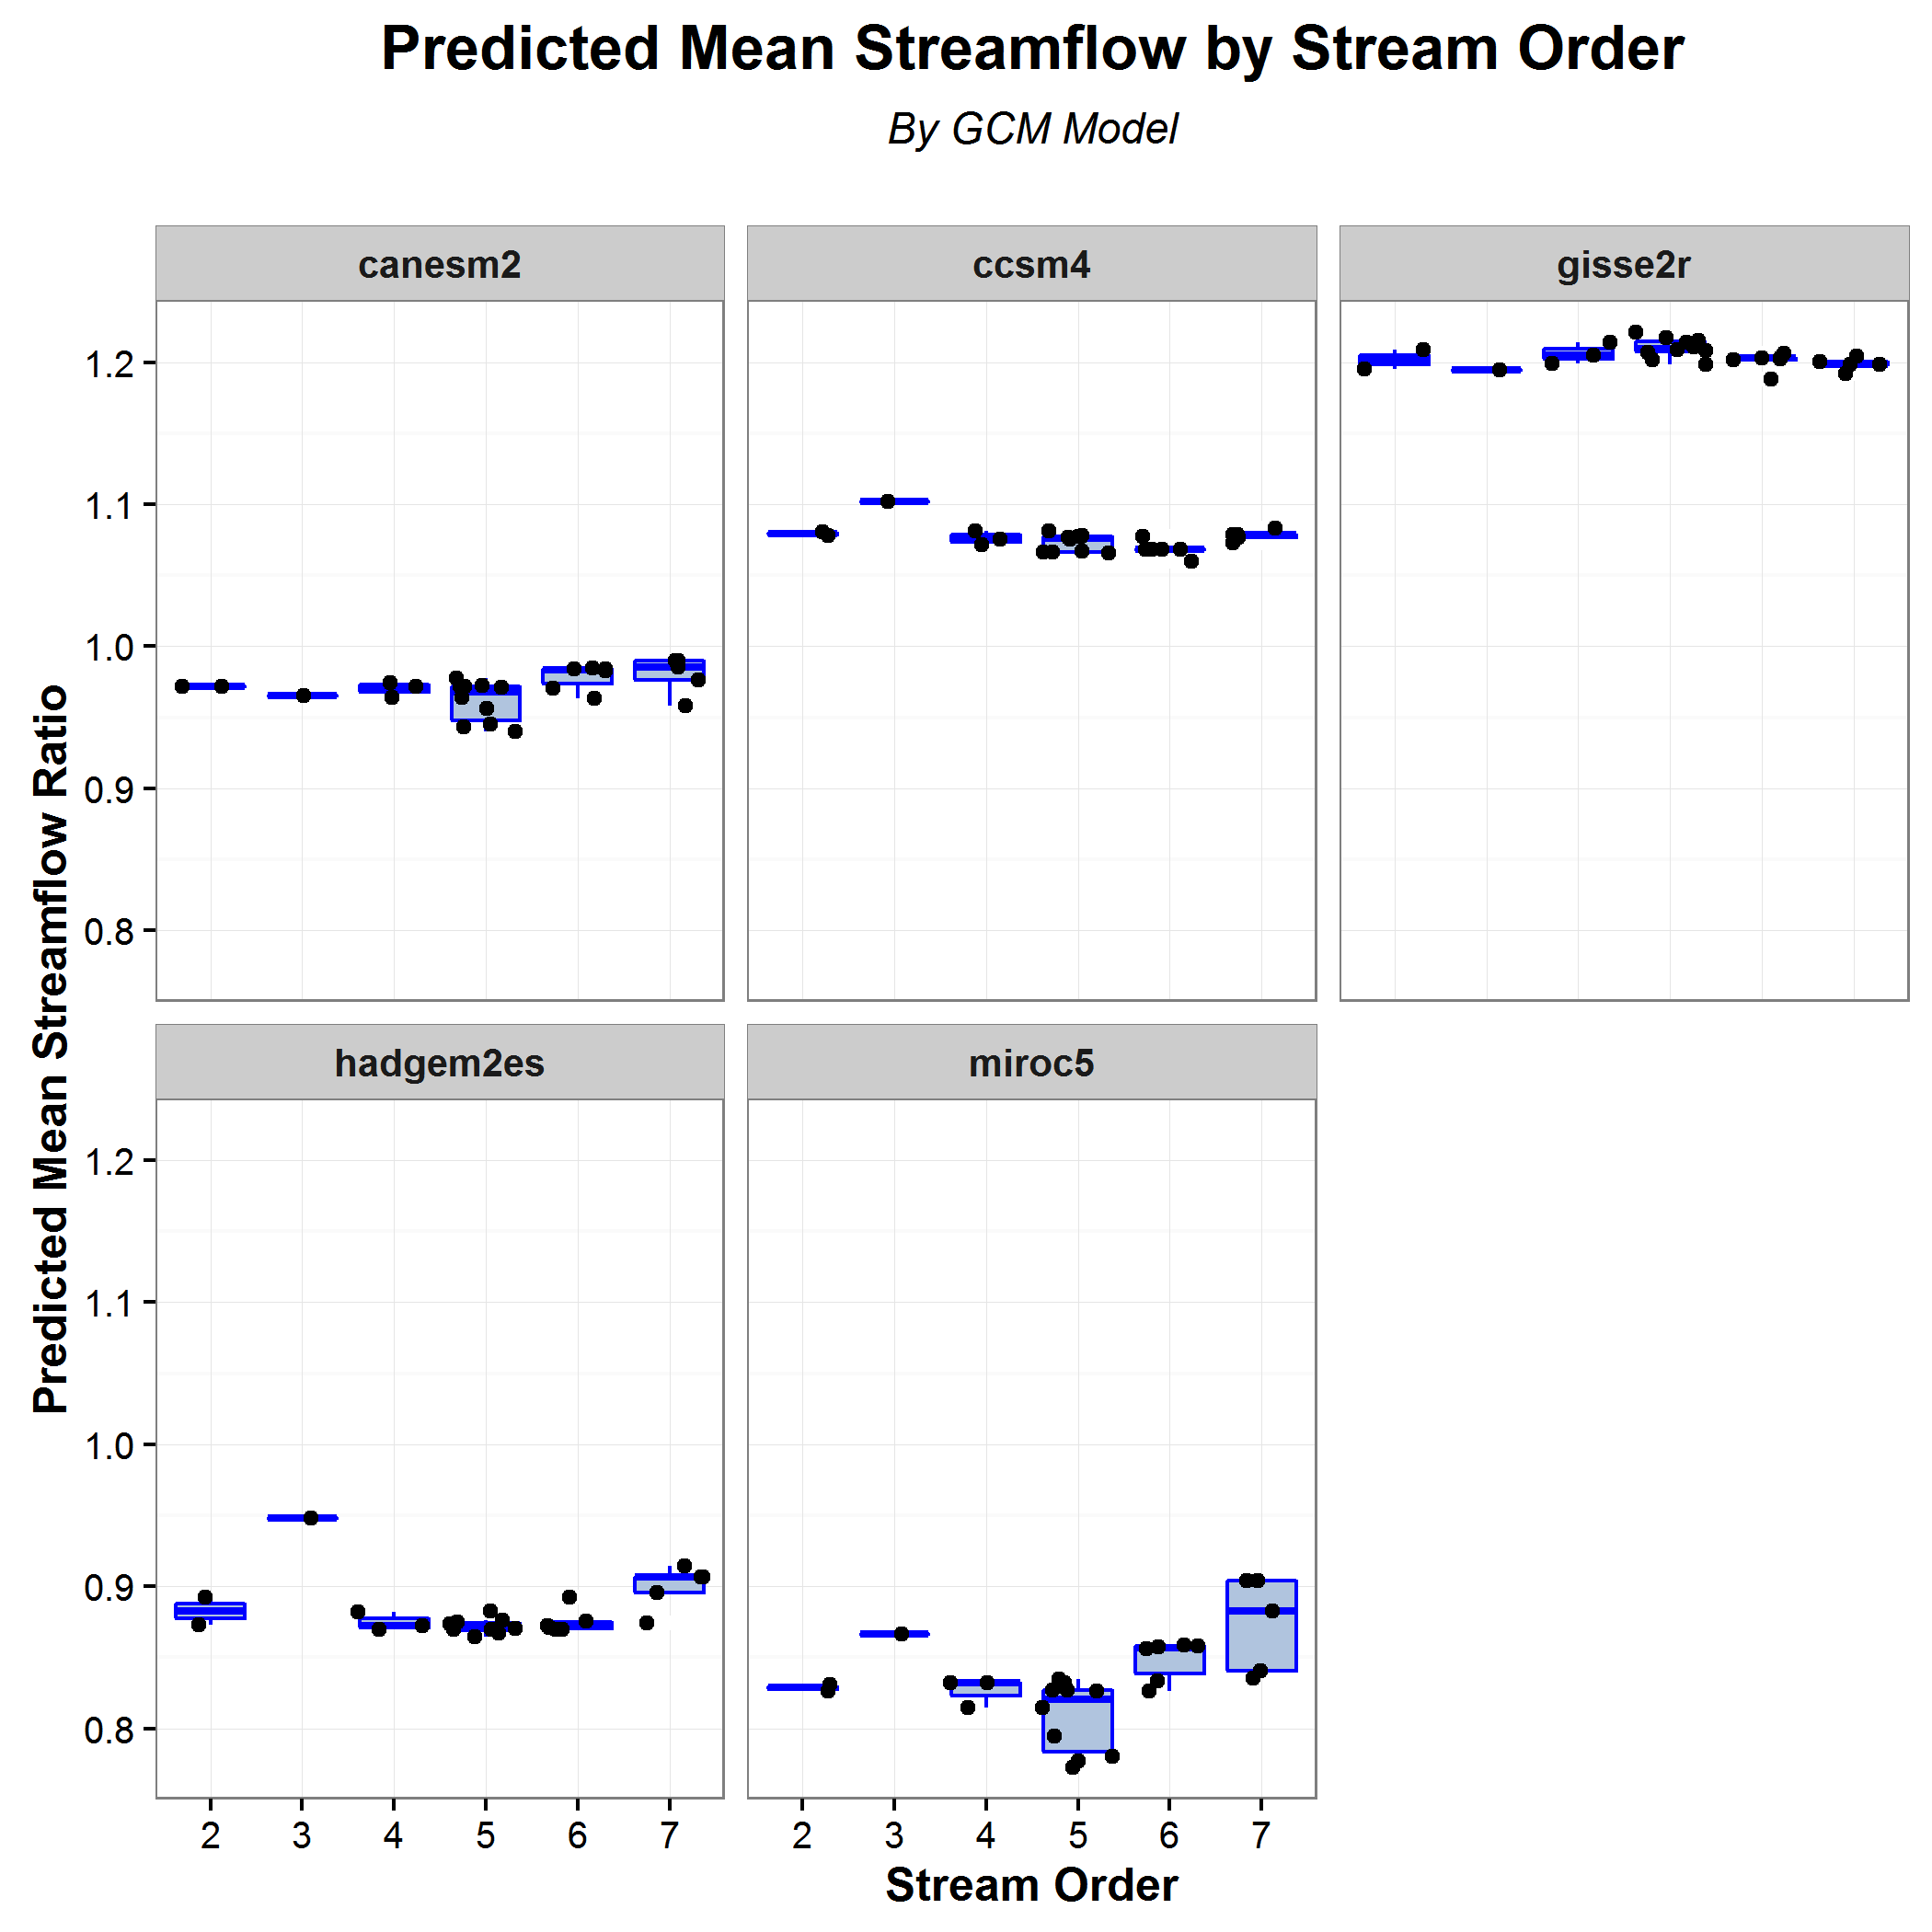 Predicted Mean Streamflow by Stream Order
By GCM Model
canesm2
ccsm4
gisse2r
1.2
1.1
1.0
0.9
0.8
Predicted Mean Streamflow Ratio
hadgem2es
miroc5
1.2
1.1
1.0
0.9
0.8
2 3 4 5 6 7
2 3 4 5 6 7
Stream Order